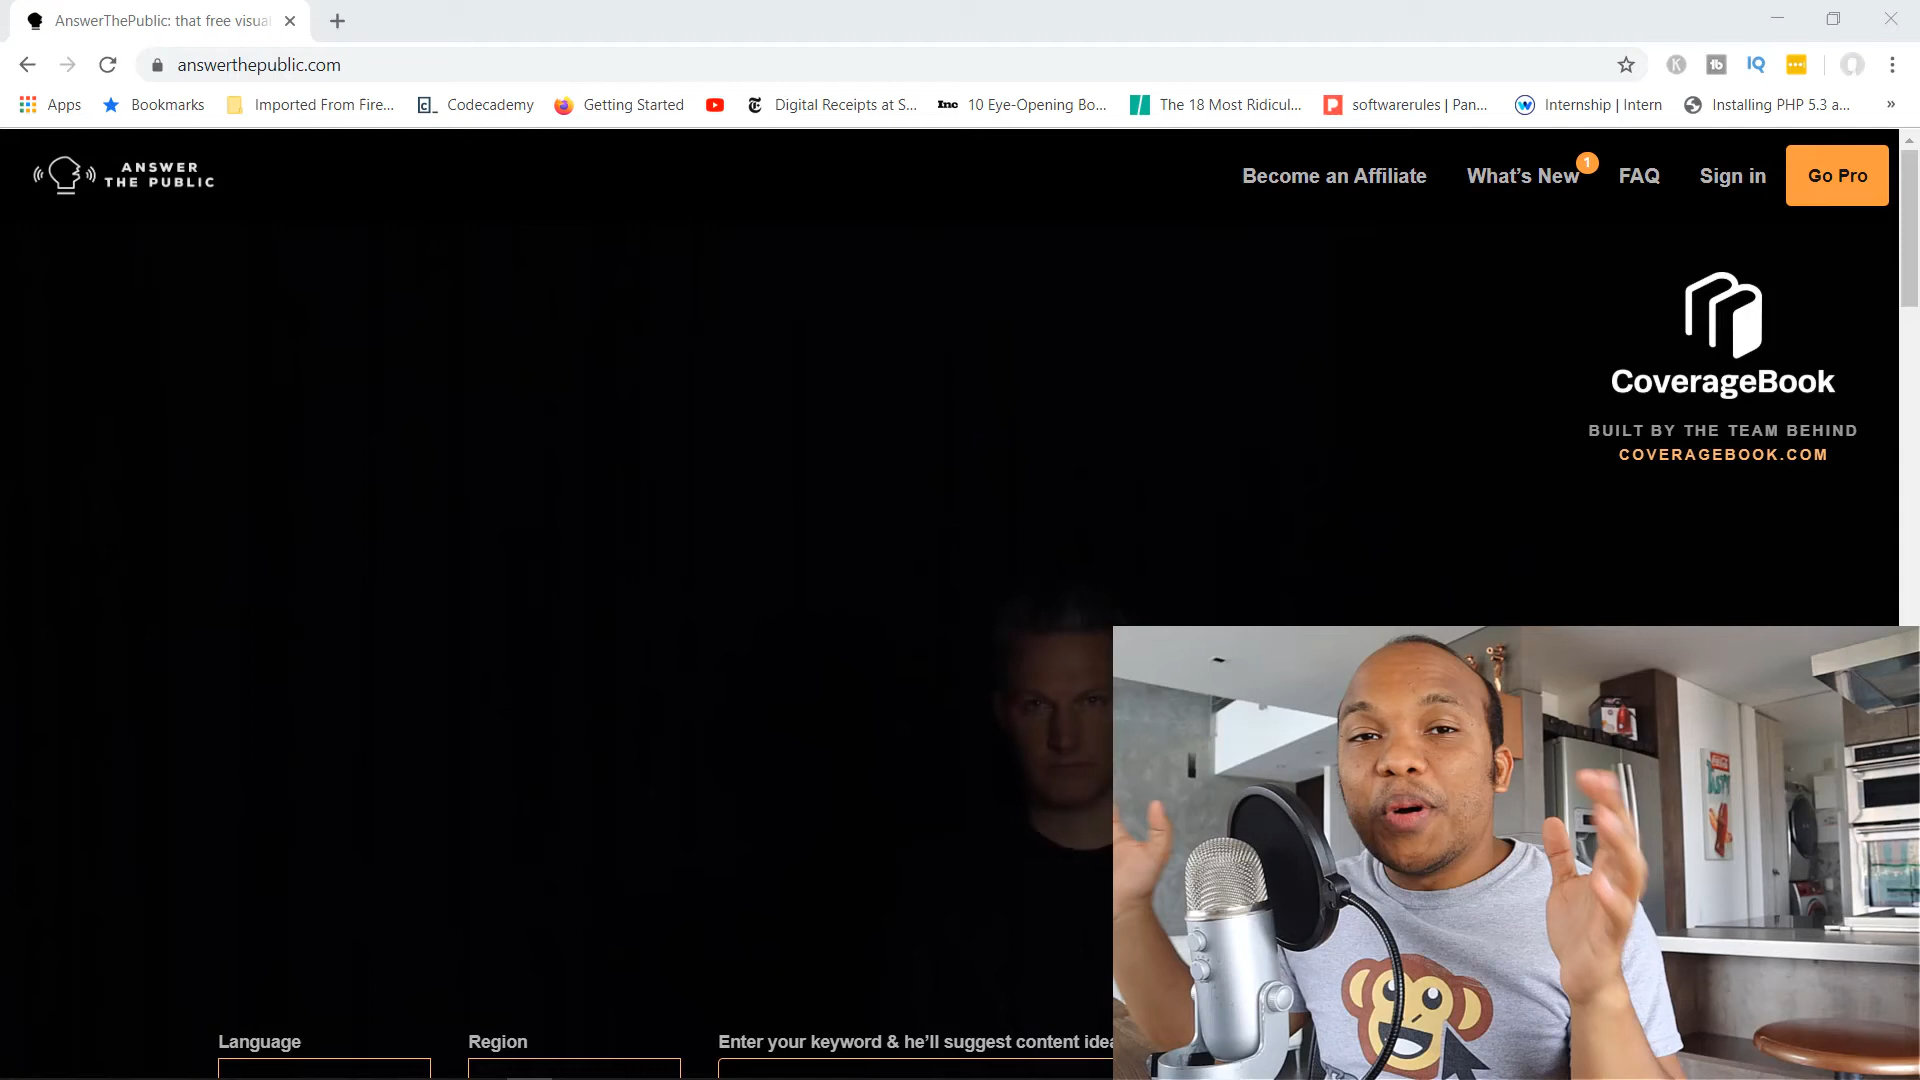 AnswerThePublic: that free visua
answerthepublic.com
Apps
Bookmarks
Imported From Fire...
Codecademy
Getting Started
Digital Receipts at S...
Inc
10 Eye-Opening Bo...
The 18 Most Ridicul...
softwarerules | Pan...
Internship | Intern
Installing PHP 5.3 a...
»
ANSWER
THE PUBLIC
Become an Affiliate
What's New
1
FAQ
Sign in
Go Pro
CoverageBook
BUILT BY THE TEAM BEHIND
COVERAGEBOOK.COM
Language
Region
Enter your keyword & he'll suggest content idea